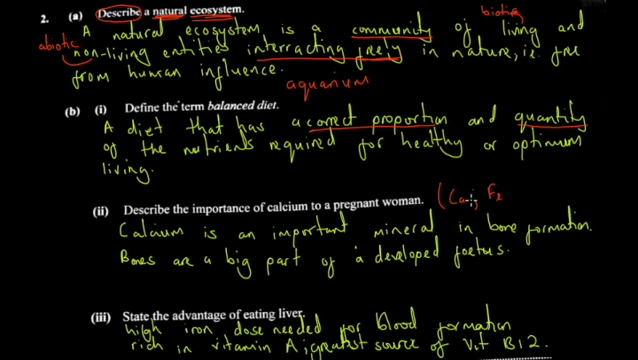 2. (a) Describe a natural ecosystem.
biotic
A natural ecosystem is a community of living and
abiotic
non-living entities interracting freely in nature, i.e. free
from human influence.
aquarium
(b) (i) Define the term balanced diet.
A diet that has a correct proportion and quantity
of the nutrients required for healthy or optimum
living.
(ii) Describe the importance of calcium to a pregnant woman. (Ca, Fe
Calcium is an important mineral in bone formation.
Bones are a big part of a developed foetus.
(iii) State the advantage of eating liver.
high iron dose needed for blood formation
rich in vitamin A; greatest source of Vit B12.